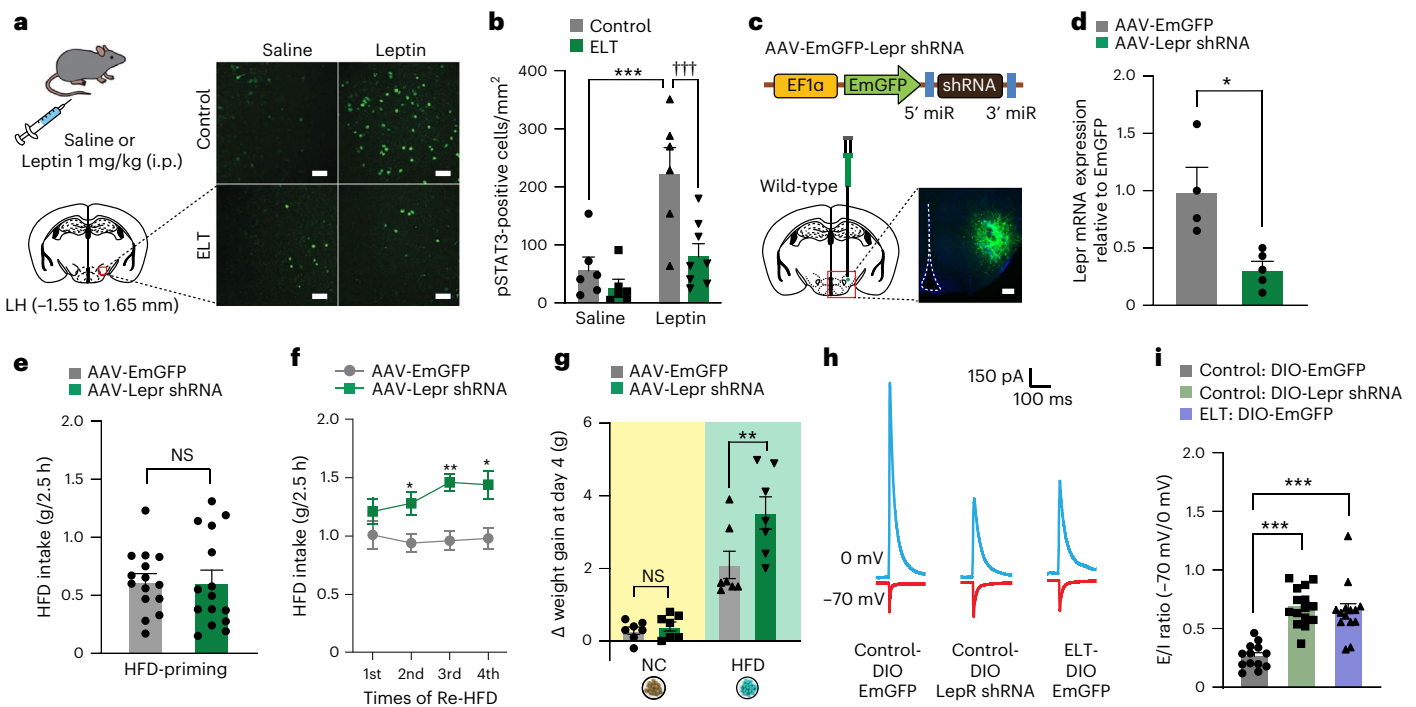 a
Saline
Leptin
Control
ELT
Saline or
Leptin 1 mg/kg (i.p.)
LH (–1.55 to 1.65 mm)
b
Control
ELT
pSTAT3-positive cells/mm²
400
300
200
100
0
***
†††
Saline
Leptin
c
AAV-EmGFP-Lepr shRNA
EF1α
EmGFP
shRNA
5′ miR
3′ miR
Wild-type
d
AAV-EmGFP
AAV-Lepr shRNA
Lepr mRNA expression
relative to EmGFP
2.0
1.5
1.0
0.5
0
*
e
AAV-EmGFP
AAV-Lepr shRNA
HFD intake (g/2.5 h)
2.0
1.5
1.0
0.5
0
NS
HFD-priming
f
AAV-EmGFP
AAV-Lepr shRNA
HFD intake (g/2.5 h)
2.0
1.5
1.0
0.5
0
*
**
*
1st
2nd
3rd
4th
Times of Re-HFD
g
AAV-EmGFP
AAV-Lepr shRNA
Δ weight gain at day 4 (g)
6
4
2
0
NS
**
NC
HFD
h
150 pA
100 ms
0 mV
–70 mV
Control-
DIO
EmGFP
Control-
DIO
LepR shRNA
ELT-
DIO
EmGFP
i
Control: DIO-EmGFP
Control: DIO-Lepr shRNA
ELT: DIO-EmGFP
E/I ratio (–70 mV/0 mV)
2.0
1.5
1.0
0.5
0
***
***